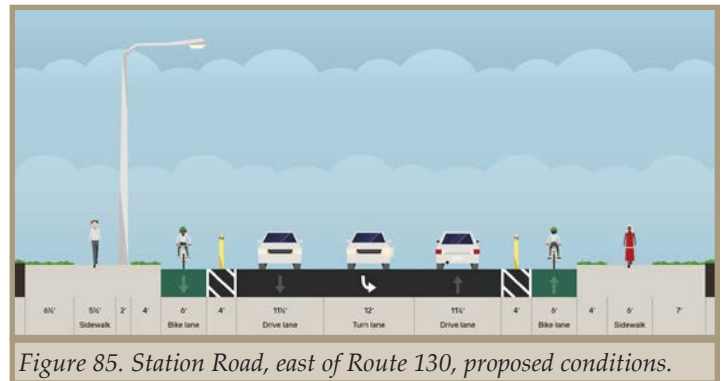 6½' 5½' 2' 4' 6' 4' 11½' 12' 11½' 4' 6' 4' 6' 7'
Sidewalk Bike lane Drive lane Turn lane Drive lane Bike lane Sidewalk
Figure 85. Station Road, east of Route 130, proposed conditions.